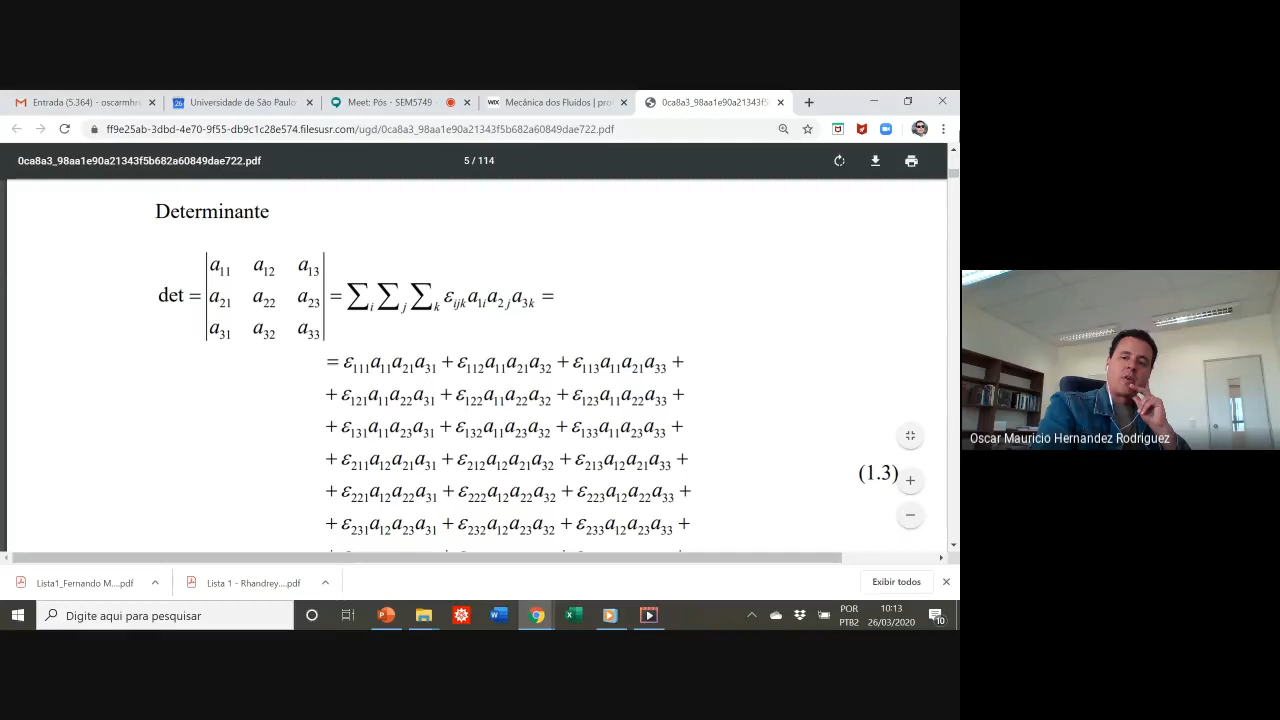 Entrada (5.364) - oscarmhr
Universidade de São Paulo
Meet: Pós - SEM5749 -
Mecânica dos Fluidos | pro
0ca8a3_98aa1e90a21343f5
ff9e25ab-3dbd-4e70-9f65-db9c1c28e574.filesusr.com/ugd/0ca8a3_98aa1e90a21343f5b682a60849dae722.pdf
0ca8a3_98aa1e90a21343f5b682a60849dae722.pdf
5 / 114
Determinante
a₁₁ a₁₂ a₁₃
det = a₂₁ a₂₂ a₂₃ = ∑ᵢ ∑ⱼ ∑ₖ εᵢⱼₖ a₁ᵢ a₂ⱼ a₃ₖ =
a₃₁ a₃₂ a₃₃
= ε₁₁₁a₁₁a₂₁a₃₁ + ε₁₁₂a₁₁a₂₁a₃₂ + ε₁₁₃a₁₁a₂₁a₃₃ +
+ ε₁₂₁a₁₁a₂₂a₃₁ + ε₁₂₂a₁₁a₂₂a₃₂ + ε₁₂₃a₁₁a₂₂a₃₃ +
+ ε₁₃₁a₁₁a₂₃a₃₁ + ε₁₃₂a₁₁a₂₃a₃₂ + ε₁₃₃a₁₁a₂₃a₃₃ +
+ ε₂₁₁a₁₂a₂₁a₃₁ + ε₂₁₂a₁₂a₂₁a₃₂ + ε₂₁₃a₁₂a₂₁a₃₃ +
(1.3)
+ ε₂₂₁a₁₂a₂₂a₃₁ + ε₂₂₂a₁₂a₂₂a₃₂ + ε₂₂₃a₁₂a₂₂a₃₃ +
+ ε₂₃₁a₁₂a₂₃a₃₁ + ε₂₃₂a₁₂a₂₃a₃₂ + ε₂₃₃a₁₂a₂₃a₃₃ +
Oscar Mauricio Hernandez Rodriguez
Lista1_Fernando M....pdf
Lista 1 - Rhandrey....pdf
Exibir todos
Digite aqui para pesquisar
POR
PTB2
10:13
26/03/2020
10